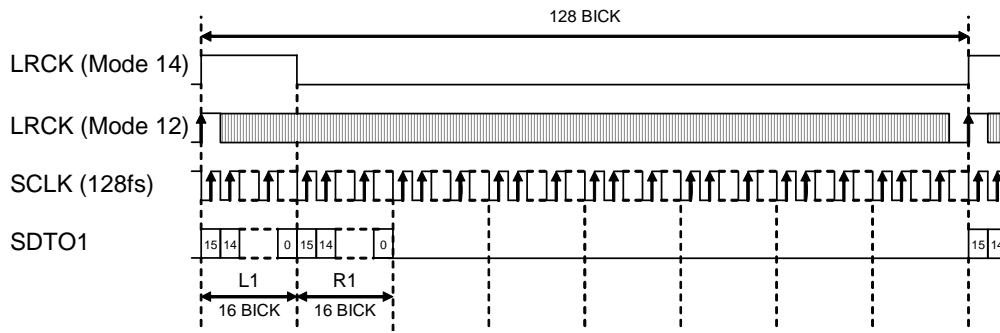 128 BICK
LRCK (Mode 14)
LRCK (Mode 12)
SCLK (128fs)
SDTO1
15 14 0 15 14 0 15 14
L1 R1
16 BICK 16 BICK